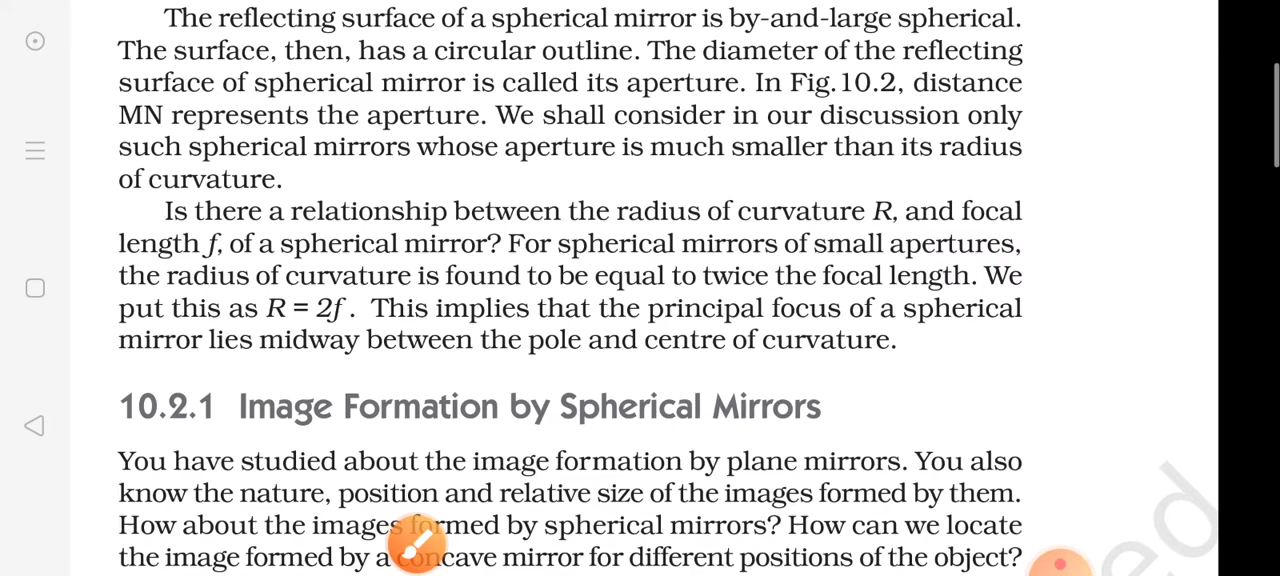 The reflecting surface of a spherical mirror is by-and-large spherical.
The surface, then, has a circular outline. The diameter of the reflecting
surface of spherical mirror is called its aperture. In Fig.10.2, distance
MN represents the aperture. We shall consider in our discussion only
such spherical mirrors whose aperture is much smaller than its radius
of curvature.
Is there a relationship between the radius of curvature R, and focal
length f, of a spherical mirror? For spherical mirrors of small apertures,
the radius of curvature is found to be equal to twice the focal length. We
put this as R = 2f . This implies that the principal focus of a spherical
mirror lies midway between the pole and centre of curvature.
10.2.1 Image Formation by Spherical Mirrors
You have studied about the image formation by plane mirrors. You also
know the nature, position and relative size of the images formed by them.
How about the images formed by spherical mirrors? How can we locate
the image formed by a concave mirror for different positions of the object?
ed